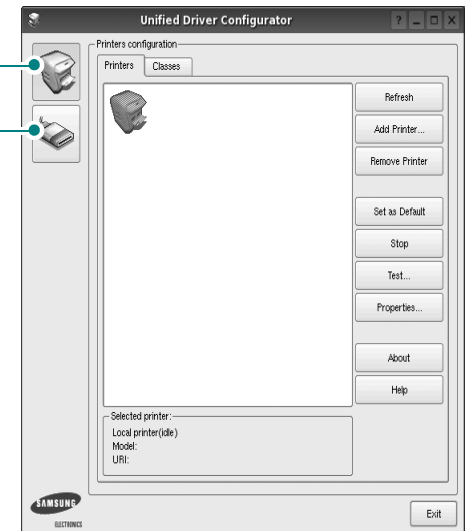 Unified Driver Configurator
Printers configuration
Printers
Classes
Refresh
Add Printer...
Remove Printer
Set as Default
Stop
Test...
Properties...
About
Help
Selected printer:
Local printer(idle)
Model:
URI:
SAMSUNG
ELECTRONICS
Exit